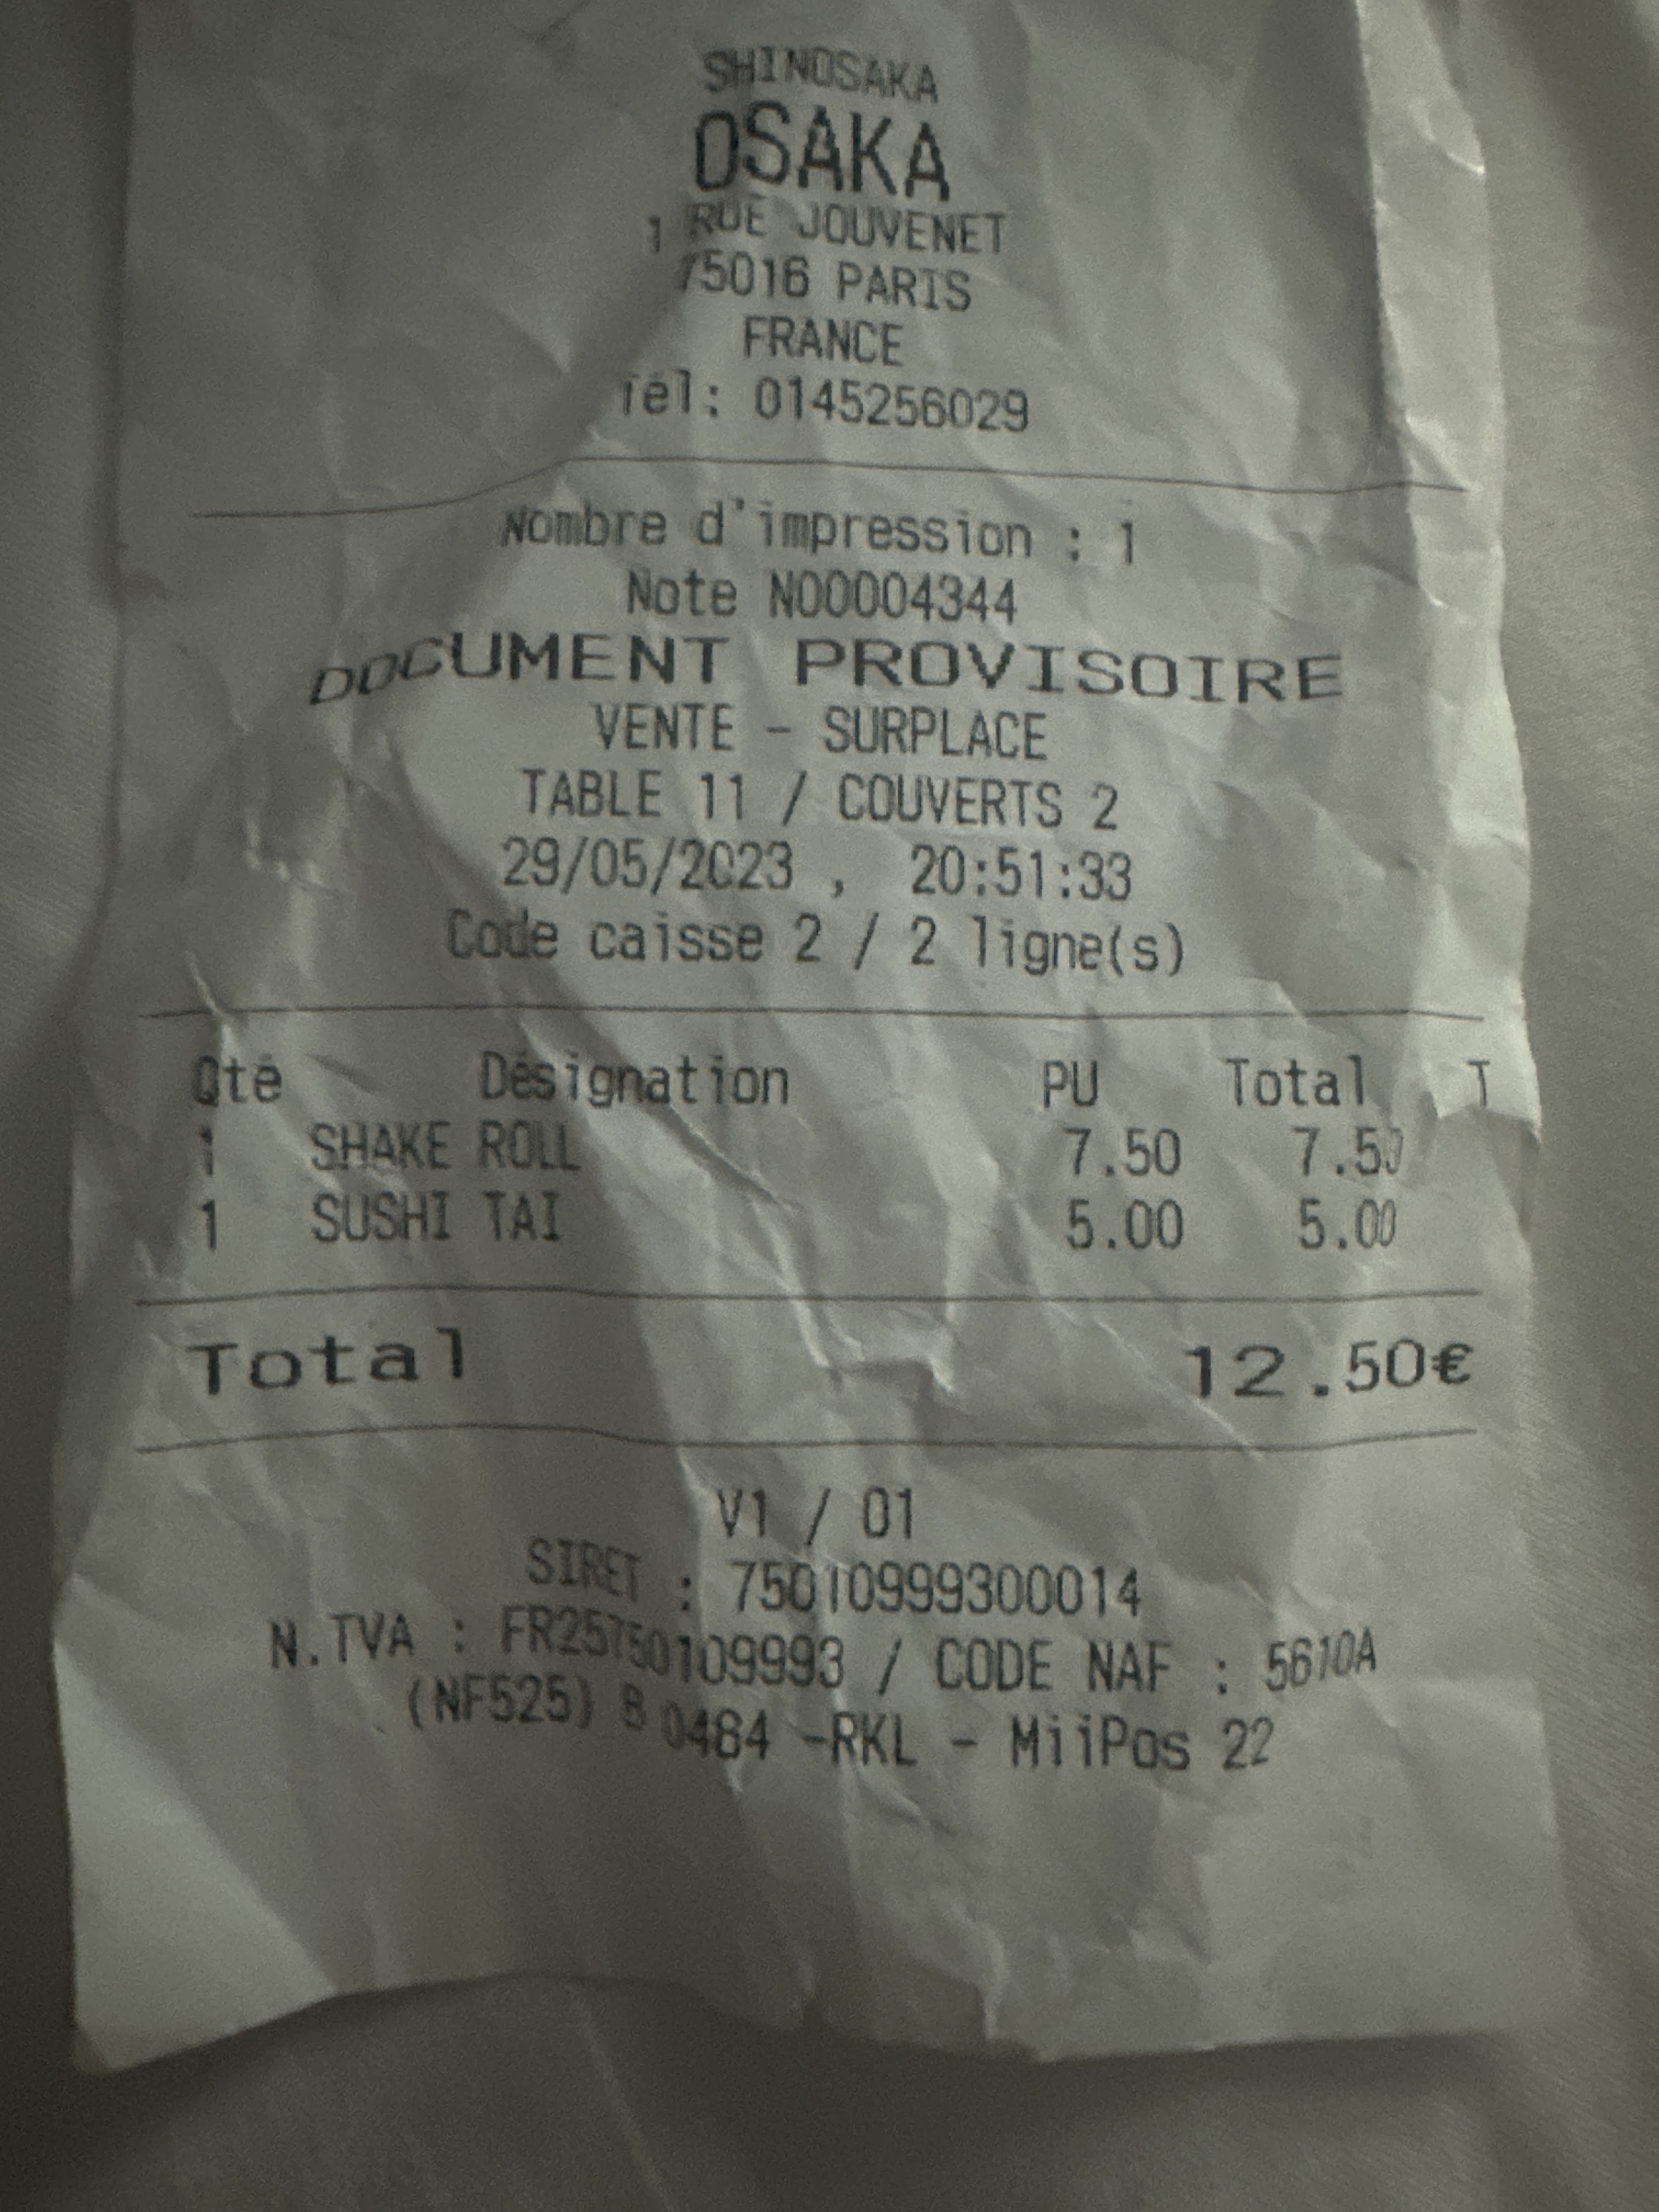 SHINOSAKA
OSAKA
1 RUE JOUVENET
75016 PARIS
FRANCE
Tél: 0145256029
Nombre d'impression : 1
Note N00004344
DOCUMENT PROVISOIRE
VENTE - SURPLACE
TABLE 11 / COUVERTS 2
29/05/2023 , 20:51:33
Code caisse 2 / 2 ligne(s)
Qté Désignation PU Total T
1 SHAKE ROLL 7.50 7.50
1 SUSHI TAI 5.00 5.00
Total 12.50€
V1 / 01
SIRET : 75010999300014
N.TVA : FR25750109993 / CODE NAF : 5610A
(NF525) B 0484 -RKL - MiiPos 22